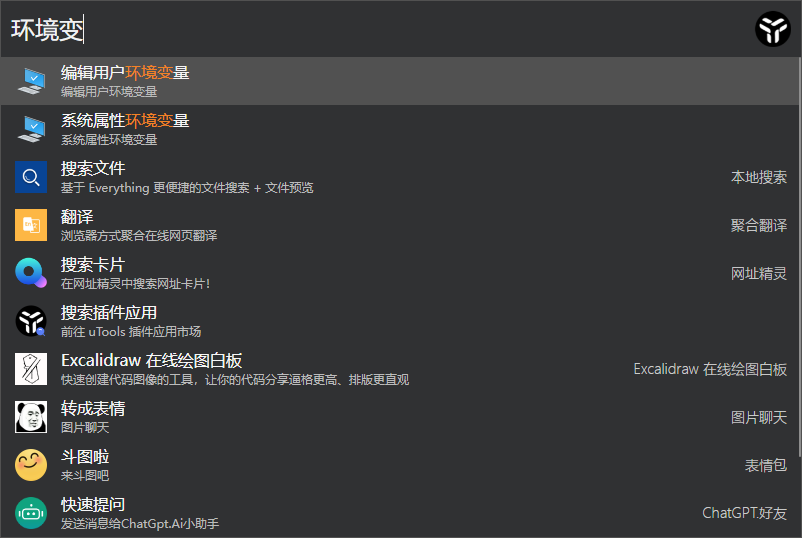 环境变
编辑用户环境变量
编辑用户环境变量
系统属性环境变量
系统属性环境变量
搜索文件
基于 Everything 更便捷的文件搜索 + 文件预览
本地搜索
翻译
浏览器方式聚合在线网页翻译
聚合翻译
搜索卡片
在网址精灵中搜索网址卡片!
网址精灵
搜索插件应用
前往 uTools 插件应用市场
Excalidraw 在线绘图白板
快速创建代码图像的工具，让你的代码分享逼格更高、排版更直观
Excalidraw 在线绘图白板
转成表情
图片聊天
图片聊天
斗图啦
来斗图吧
表情包
快速提问
发送消息给ChatGpt.Ai小助手
ChatGPT.好友